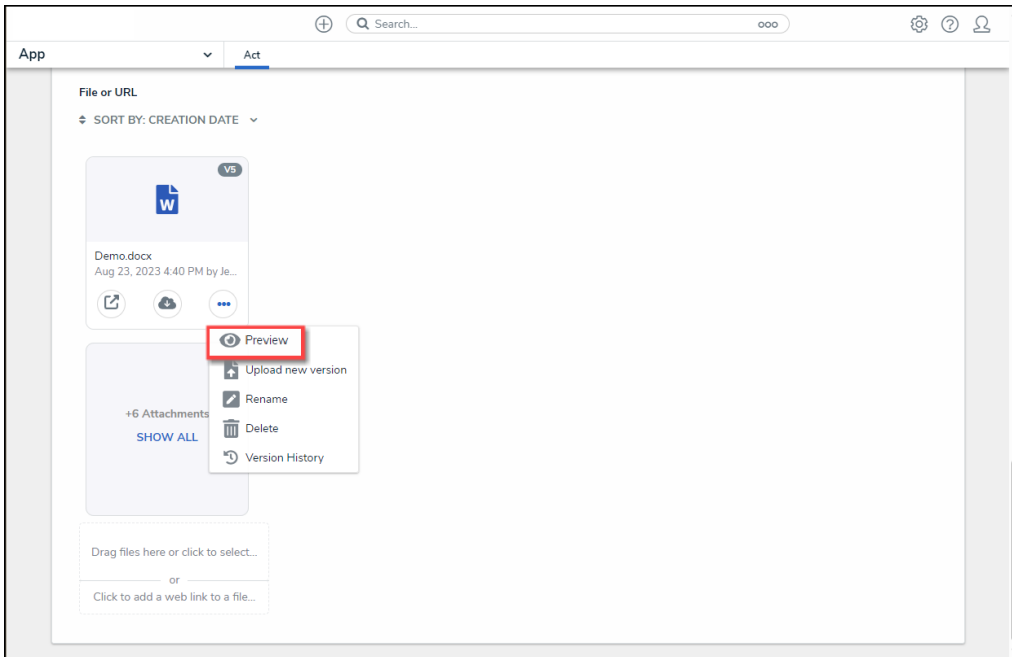 Search...
App
Act
File or URL
SORT BY: CREATION DATE
V5
W
Demo.docx
Aug 23, 2023 4:40 PM by Je...
Preview
Upload new version
Rename
Delete
Version History
+6 Attachments
SHOW ALL
Drag files here or click to select...
or
Click to add a web link to a file...